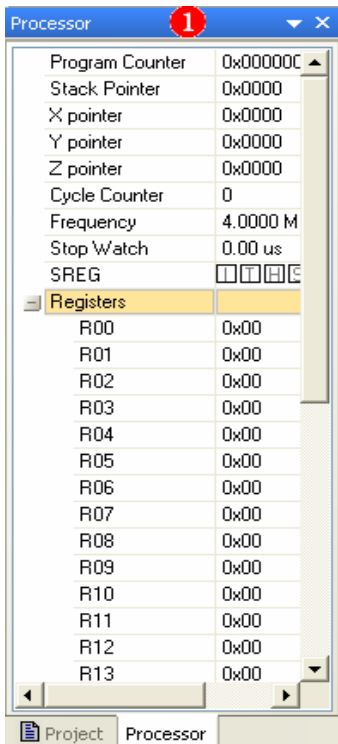 Processor 1
Program Counter 0x000000
Stack Pointer 0x0000
X pointer 0x0000
Y pointer 0x0000
Z pointer 0x0000
Cycle Counter 0
Frequency 4.0000 M
Stop Watch 0.00 us
SREG I T H S
Registers
R00 0x00
R01 0x00
R02 0x00
R03 0x00
R04 0x00
R05 0x00
R06 0x00
R07 0x00
R08 0x00
R09 0x00
R10 0x00
R11 0x00
R12 0x00
R13 0x00
Project Processor